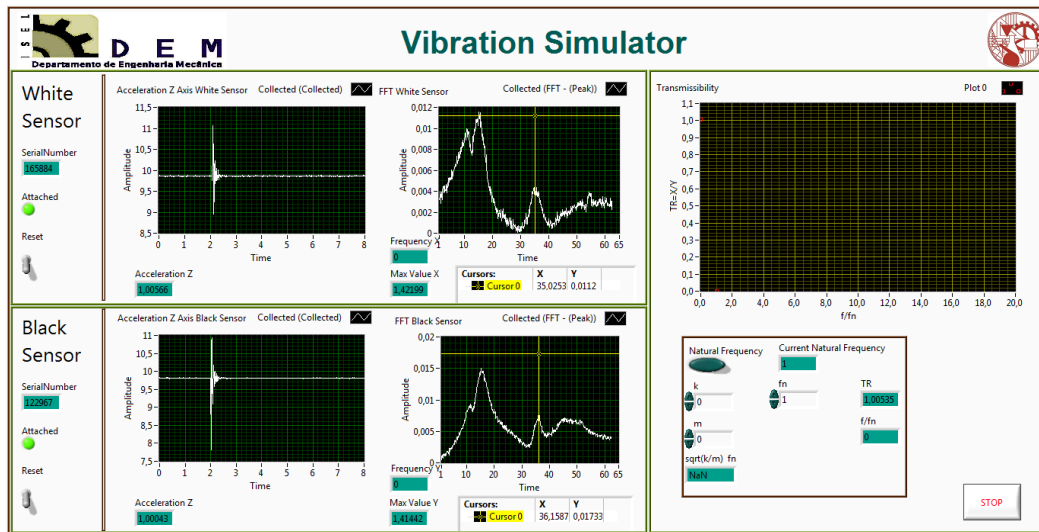 ISEL
DEM
Departamento de Engenharia Mecânica
Vibration Simulator
White
Sensor
SerialNumber
165884
Attached
Reset
Acceleration Z Axis White Sensor
Collected (Collected)
11,5
11
10,5
10
9,5
9
8,5
Amplitude
0 1 2 3 4 5 6 7 8
Time
Acceleration Z
1,00566
FFT White Sensor
Collected (FFT - (Peak))
0,012
0,01
0,008
0,006
0,004
0,002
0
Amplitude
1 10 20 30 40 50 65
Time
Frequency X
0
Max Value X
1,42199
Cursors: X Y
Cursor 0 35,0253 0,0112
Black
Sensor
SerialNumber
122967
Attached
Reset
Acceleration Z Axis Black Sensor
Collected (Collected)
11
10,5
10
9,5
9
8,5
8
7,5
Amplitude
0 1 2 3 4 5 6 7 8
Time
Acceleration Z
1,00043
FFT Black Sensor
Collected (FFT - (Peak))
0,02
0,015
0,01
0,005
0
Amplitude
1 10 20 30 40 50 65
Time
Frequency Y
0
Max Value Y
1,41442
Cursors: X Y
Cursor 0 36,1587 0,01733
Transmissibility
Plot 0
1,1
1,0
0,9
0,8
0,7
0,6
0,5
0,4
0,3
0,2
0,1
0,0
TR=X/Y
0,0 2,0 4,0 6,0 8,0 10,0 12,0 14,0 16,0 18,0 20,0
f/fn
Natural Frequency
Current Natural Frequency
1
k
0
fn
1
TR
1,00535
m
0
f/fn
0
sqrt(k/m) fn
NaN
STOP